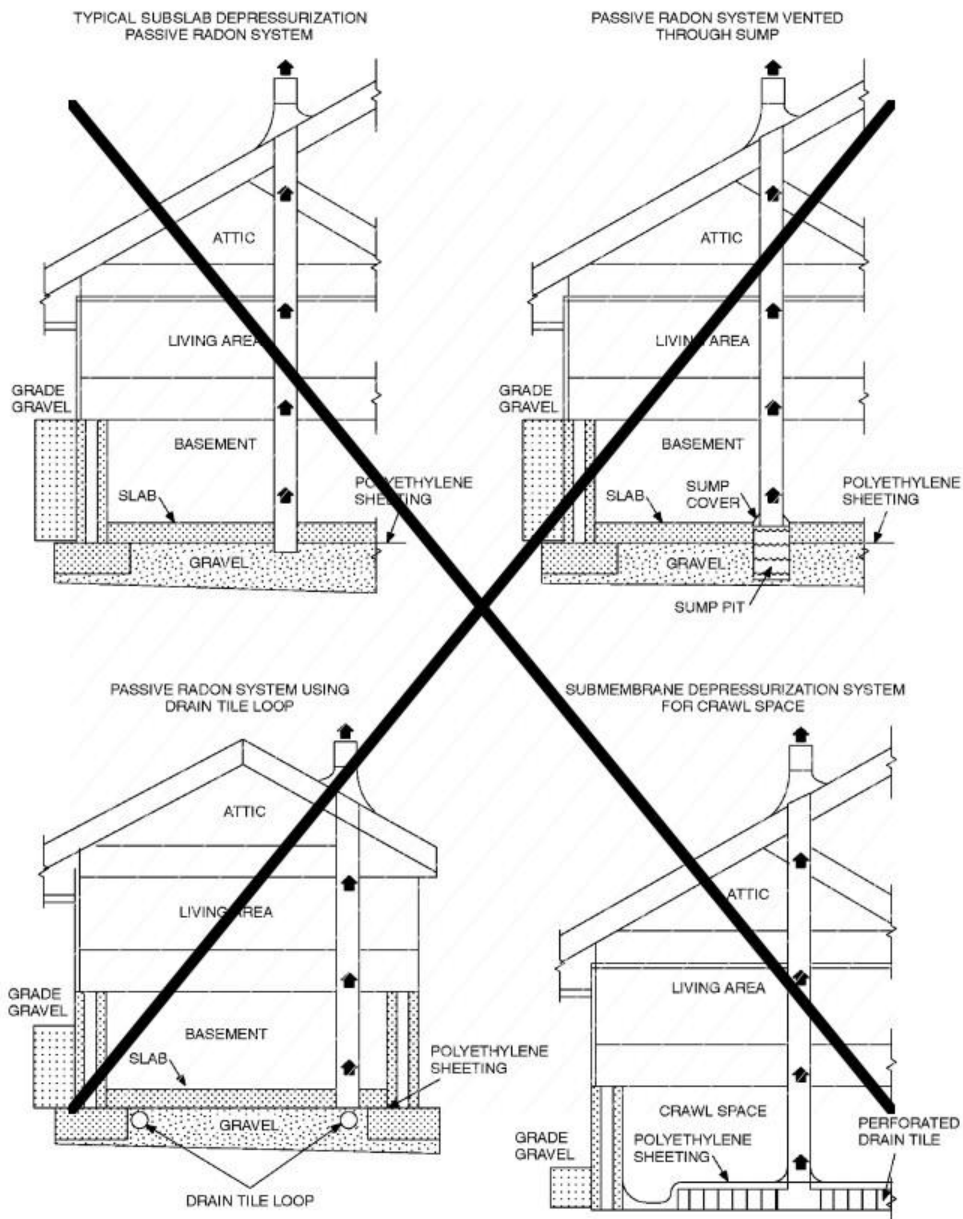 TYPICAL SUBSLAB DEPRESSURIZATION
PASSIVE RADON SYSTEM
ATTIC
LIVING AREA
GRADE
GRAVEL
BASEMENT
POLYETHYLENE
SHEETING
SLAB
GRAVEL
PASSIVE RADON SYSTEM VENTED
THROUGH SUMP
ATTIC
LIVING AREA
GRADE
GRAVEL
BASEMENT
SUMP
COVER
POLYETHYLENE
SHEETING
SLAB
GRAVEL
SUMP PIT
PASSIVE RADON SYSTEM USING
DRAIN TILE LOOP
ATTIC
LIVING AREA
GRADE
GRAVEL
BASEMENT
SLAB
POLYETHYLENE
SHEETING
GRAVEL
DRAIN TILE LOOP
SUBMEMBRANE DEPRESSURIZATION SYSTEM
FOR CRAWL SPACE
ATTIC
LIVING AREA
CRAWL SPACE
PERFORATED
DRAIN TILE
GRADE
GRAVEL
POLYETHYLENE
SHEETING